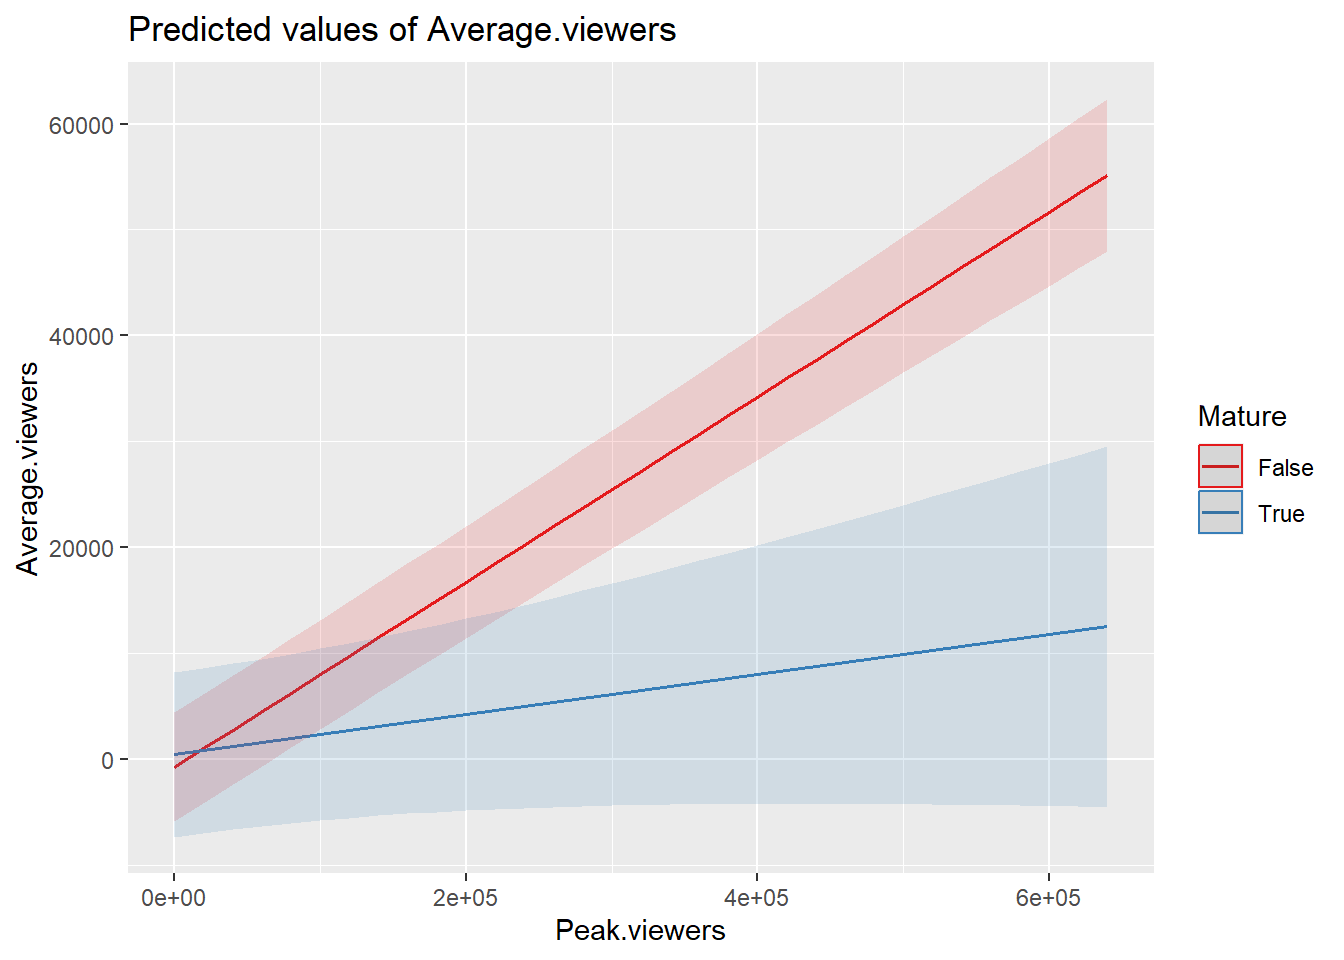 Predicted values of Average.viewers
60000
40000
20000
0
Average.viewers
0e+00
2e+05
4e+05
6e+05
Peak.viewers
Mature
False
True